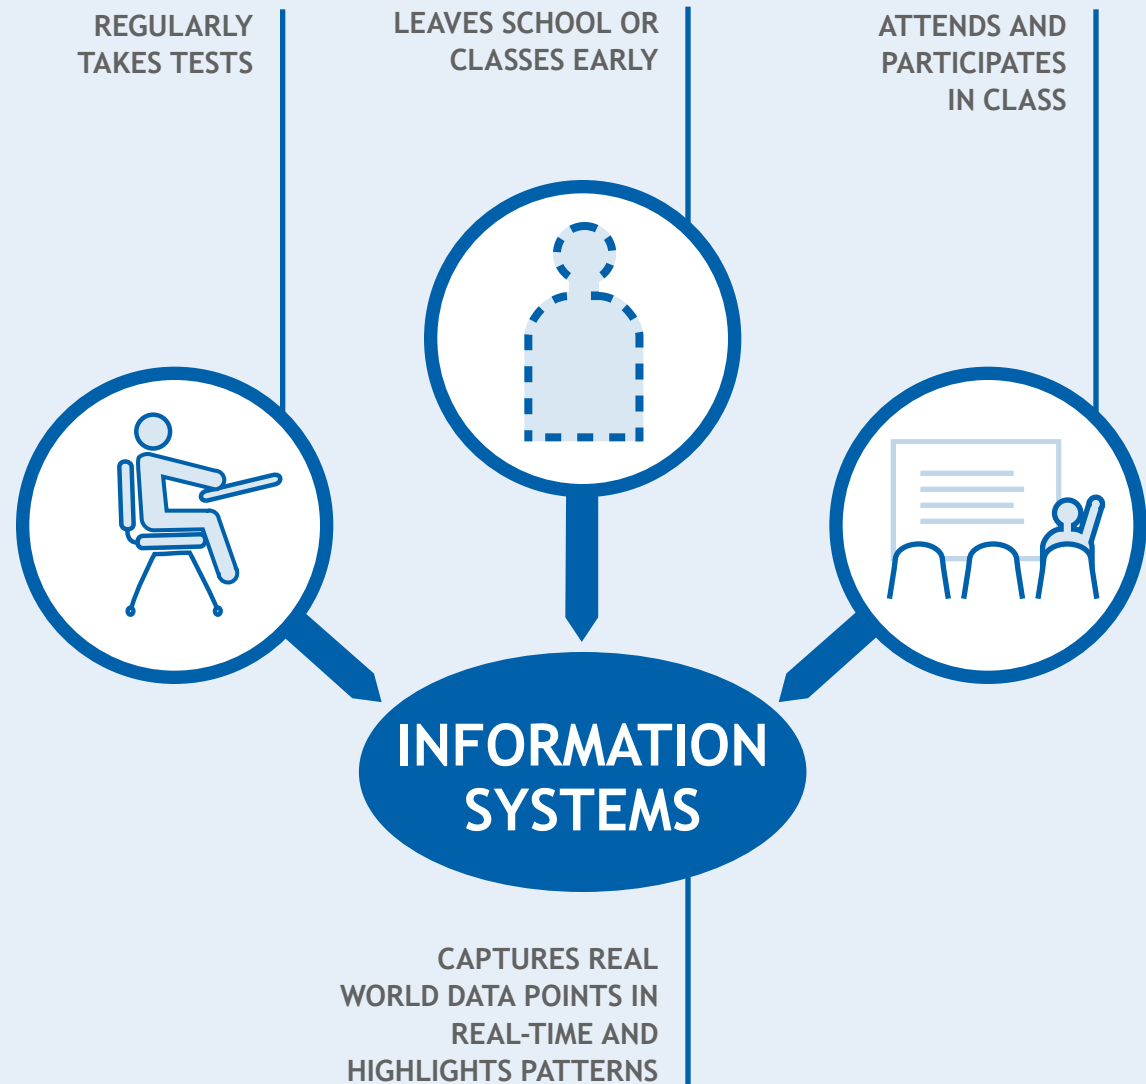 REGULARLY
TAKES TESTS
LEAVES SCHOOL OR
CLASSES EARLY
ATTENDS AND
PARTICIPATES
IN CLASS
INFORMATION
SYSTEMS
CAPTURES REAL
WORLD DATA POINTS IN
REAL-TIME AND
HIGHLIGHTS PATTERNS